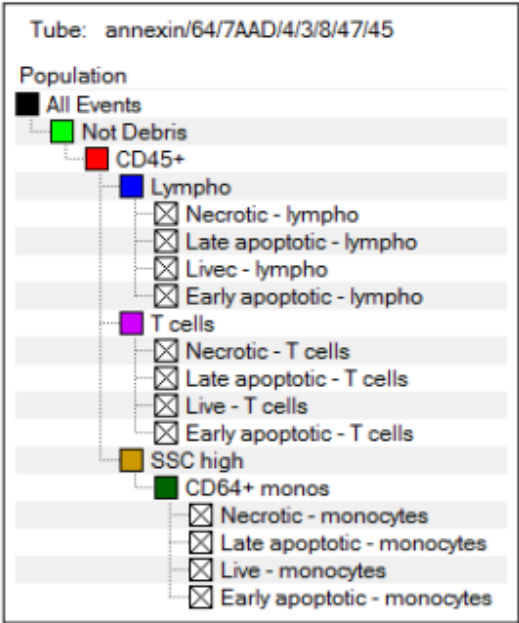 Tube: annexin/64/7AAD/4/3/8/47/45
Population
All Events
Not Debris
CD45+
Lympho
Necrotic - lympho
Late apoptotic - lympho
Livec - lympho
Early apoptotic - lympho
T cells
Necrotic - T cells
Late apoptotic - T cells
Live - T cells
Early apoptotic - T cells
SSC high
CD64+ monos
Necrotic - monocytes
Late apoptotic - monocytes
Live - monocytes
Early apoptotic - monocytes